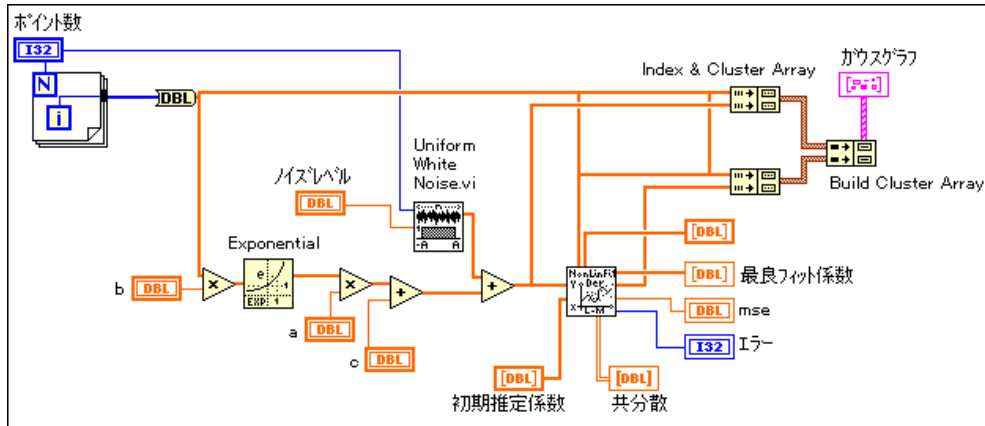 ポイント数
I32
N
i
DBL
Index & Cluster Array
ガウスグラフ
Build Cluster Array
Uniform
White
Noise.vi
ノイズレベル
DBL
-A A
Exponential
e
EXP
b
DBL
a
DBL
c
DBL
NonLinFit
Y Der
X L-M
[DBL]
[DBL]
最良フィット係数
DBL
mse
I32
エラー
[DBL]
初期推定係数
[DBL]
共分散